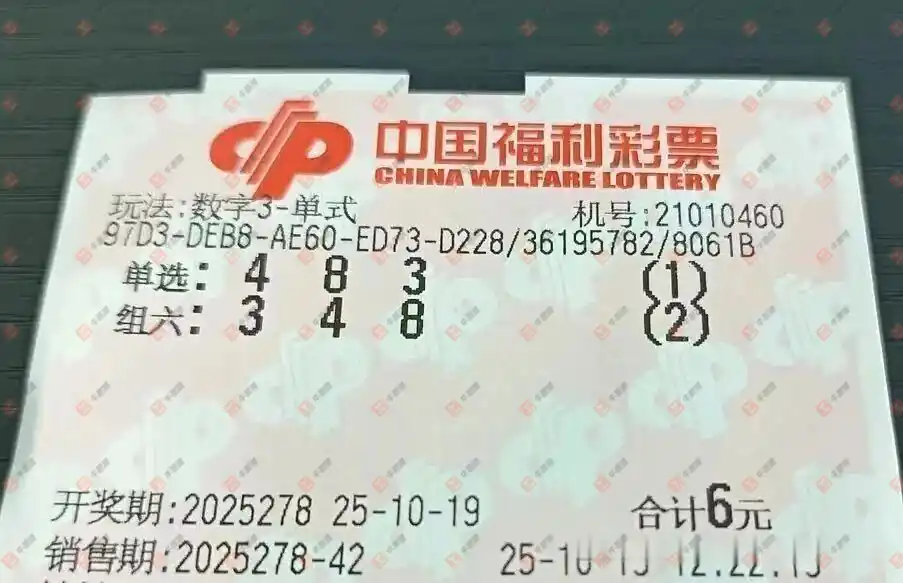 中国福利彩票
CHINA WELFARE LOTTERY
玩法:数字3-单式 机号:21010460
97D3-DEB8-AE60-ED73-D228/36195782/8061B
单选: 4 8 3 (1)
组六: 3 4 8 (2)
开奖期:2025278 25-10-19 合计6元
销售期:2025278-42